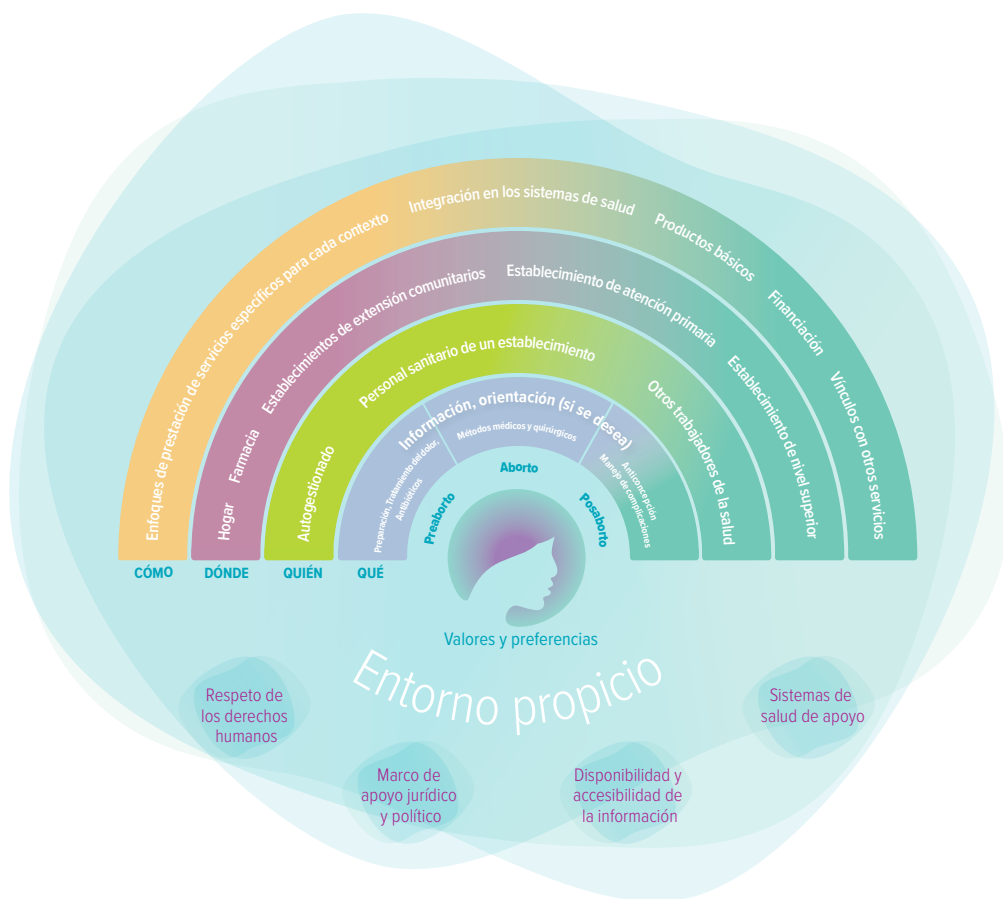 Enfoques de prestación de servicios específicos para cada contexto
Integración en los sistemas de salud
Productos básicos
Financiación
Vínculos con otros servicios
Hogar
Farmacia
Establecimientos de extensión comunitarios
Establecimiento de atención primaria
Establecimiento de nivel superior
Autogestionado
Personal sanitario de un establecimiento
Otros trabajadores de la salud
Información, orientación (si se desea)
Preparación, Tratamiento del dolor,
Antibióticos
Métodos médicos y quirúrgicos
Anticoncepción
Manejo de complicaciones
Preaborto
Aborto
Posaborto
CÓMO
DÓNDE
QUIÉN
QUÉ
Valores y preferencias
Entorno propicio
Respeto de
los derechos
humanos
Marco de
apoyo jurídico
y político
Disponibilidad y
accesibilidad de
la información
Sistemas de
salud de apoyo